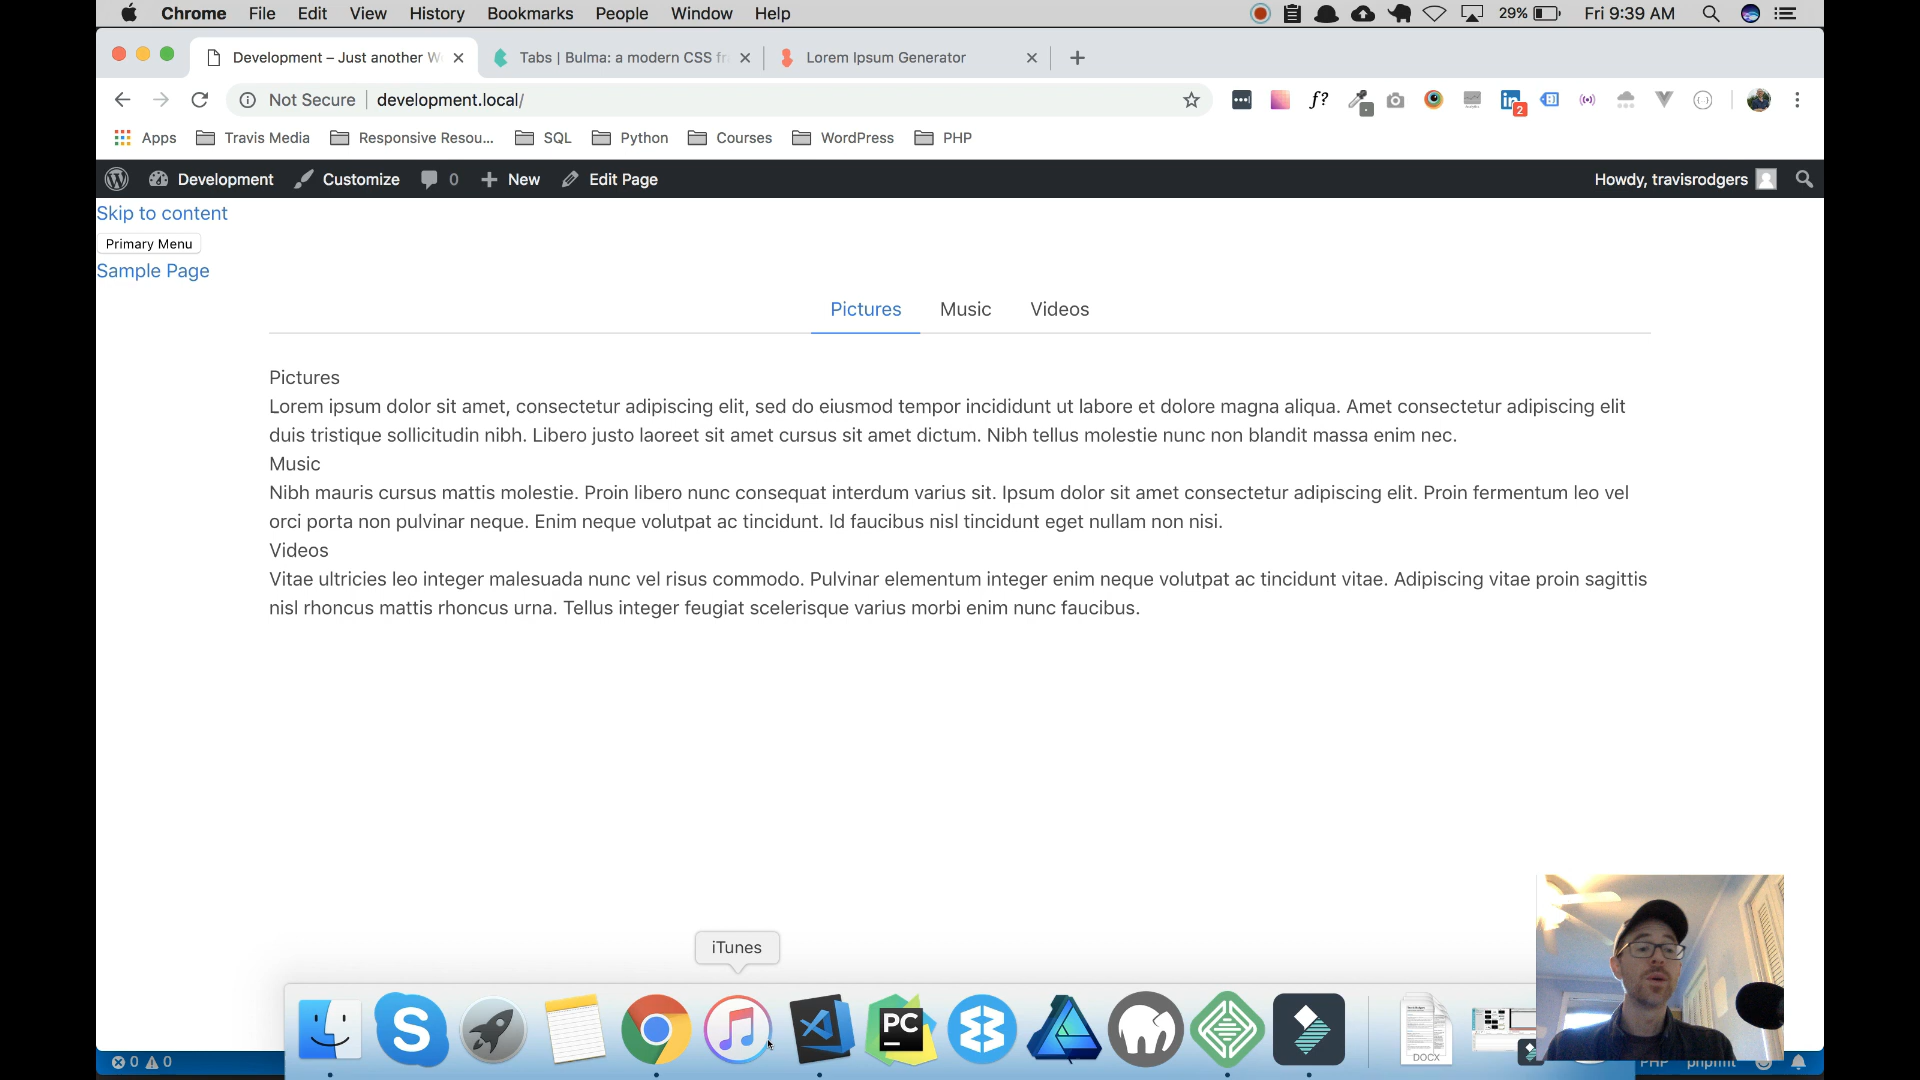 Chrome File Edit View History Bookmarks People Window Help 29% Fri 9:39 AM
Development – Just another W Tabs | Bulma: a modern CSS fr Lorem Ipsum Generator
Not Secure development.local/ f? in 2
Apps Travis Media Responsive Resou... SQL Python Courses WordPress PHP
Development Customize 0 New Edit Page Howdy, travisrodgers
Skip to content
Primary Menu
Sample Page
Pictures Music Videos
Pictures
Lorem ipsum dolor sit amet, consectetur adipiscing elit, sed do eiusmod tempor incididunt ut labore et dolore magna aliqua. Amet consectetur adipiscing elit
duis tristique sollicitudin nibh. Libero justo laoreet sit amet cursus sit amet dictum. Nibh tellus molestie nunc non blandit massa enim nec.
Music
Nibh mauris cursus mattis molestie. Proin libero nunc consequat interdum varius sit. Ipsum dolor sit amet consectetur adipiscing elit. Proin fermentum leo vel
orci porta non pulvinar neque. Enim neque volutpat ac tincidunt. Id faucibus nisl tincidunt eget nullam non nisi.
Videos
Vitae ultricies leo integer malesuada nunc vel risus commodo. Pulvinar elementum integer enim neque volutpat ac tincidunt vitae. Adipiscing vitae proin sagittis
nisl rhoncus mattis rhoncus urna. Tellus integer feugiat scelerisque varius morbi enim nunc faucibus.
iTunes
S PC DOCX
0 0 PHP phpfmt